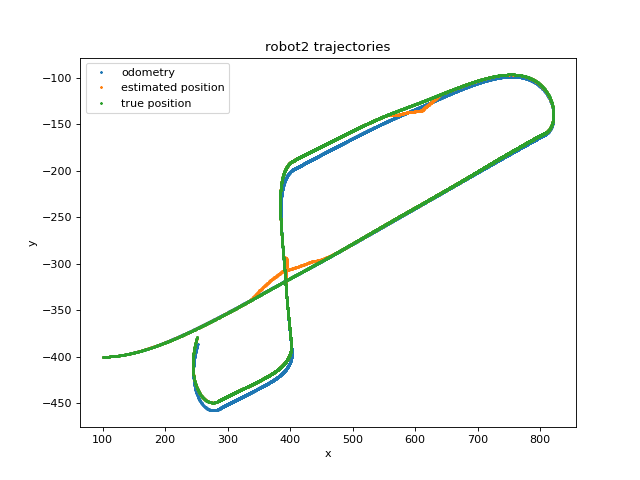 robot2 trajectories
odometry
estimated position
true position
y
−100
−150
−200
−250
−300
−350
−400
−450
100 200 300 400 500 600 700 800
x